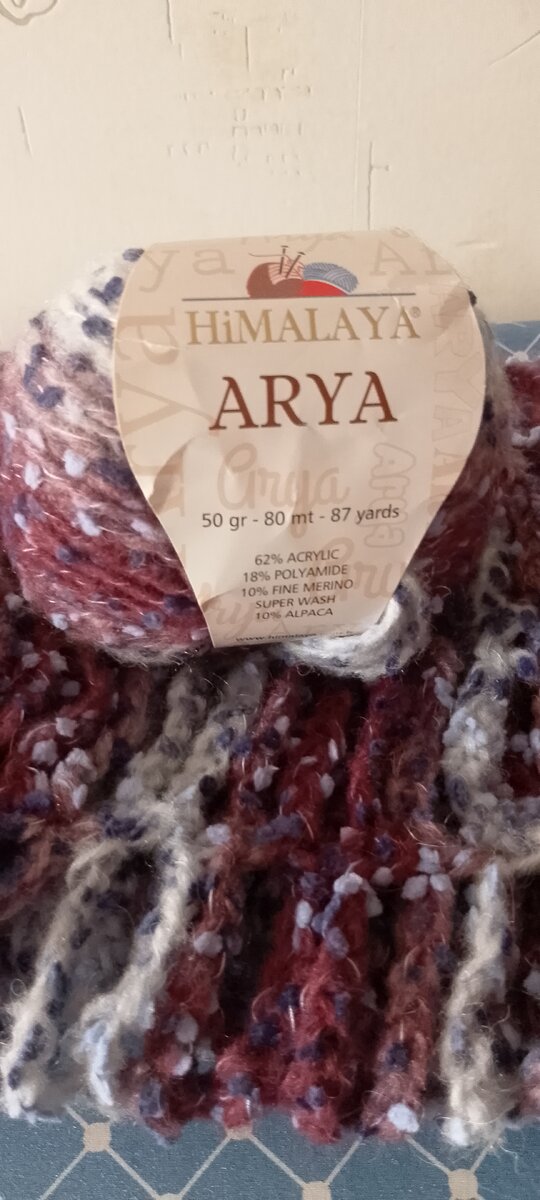 HiMALAYA®
ARYA
50 gr - 80 mt - 87 yards
62% ACRYLIC
18% POLYAMIDE
10% FINE MERINO
SUPER WASH
10% ALPACA